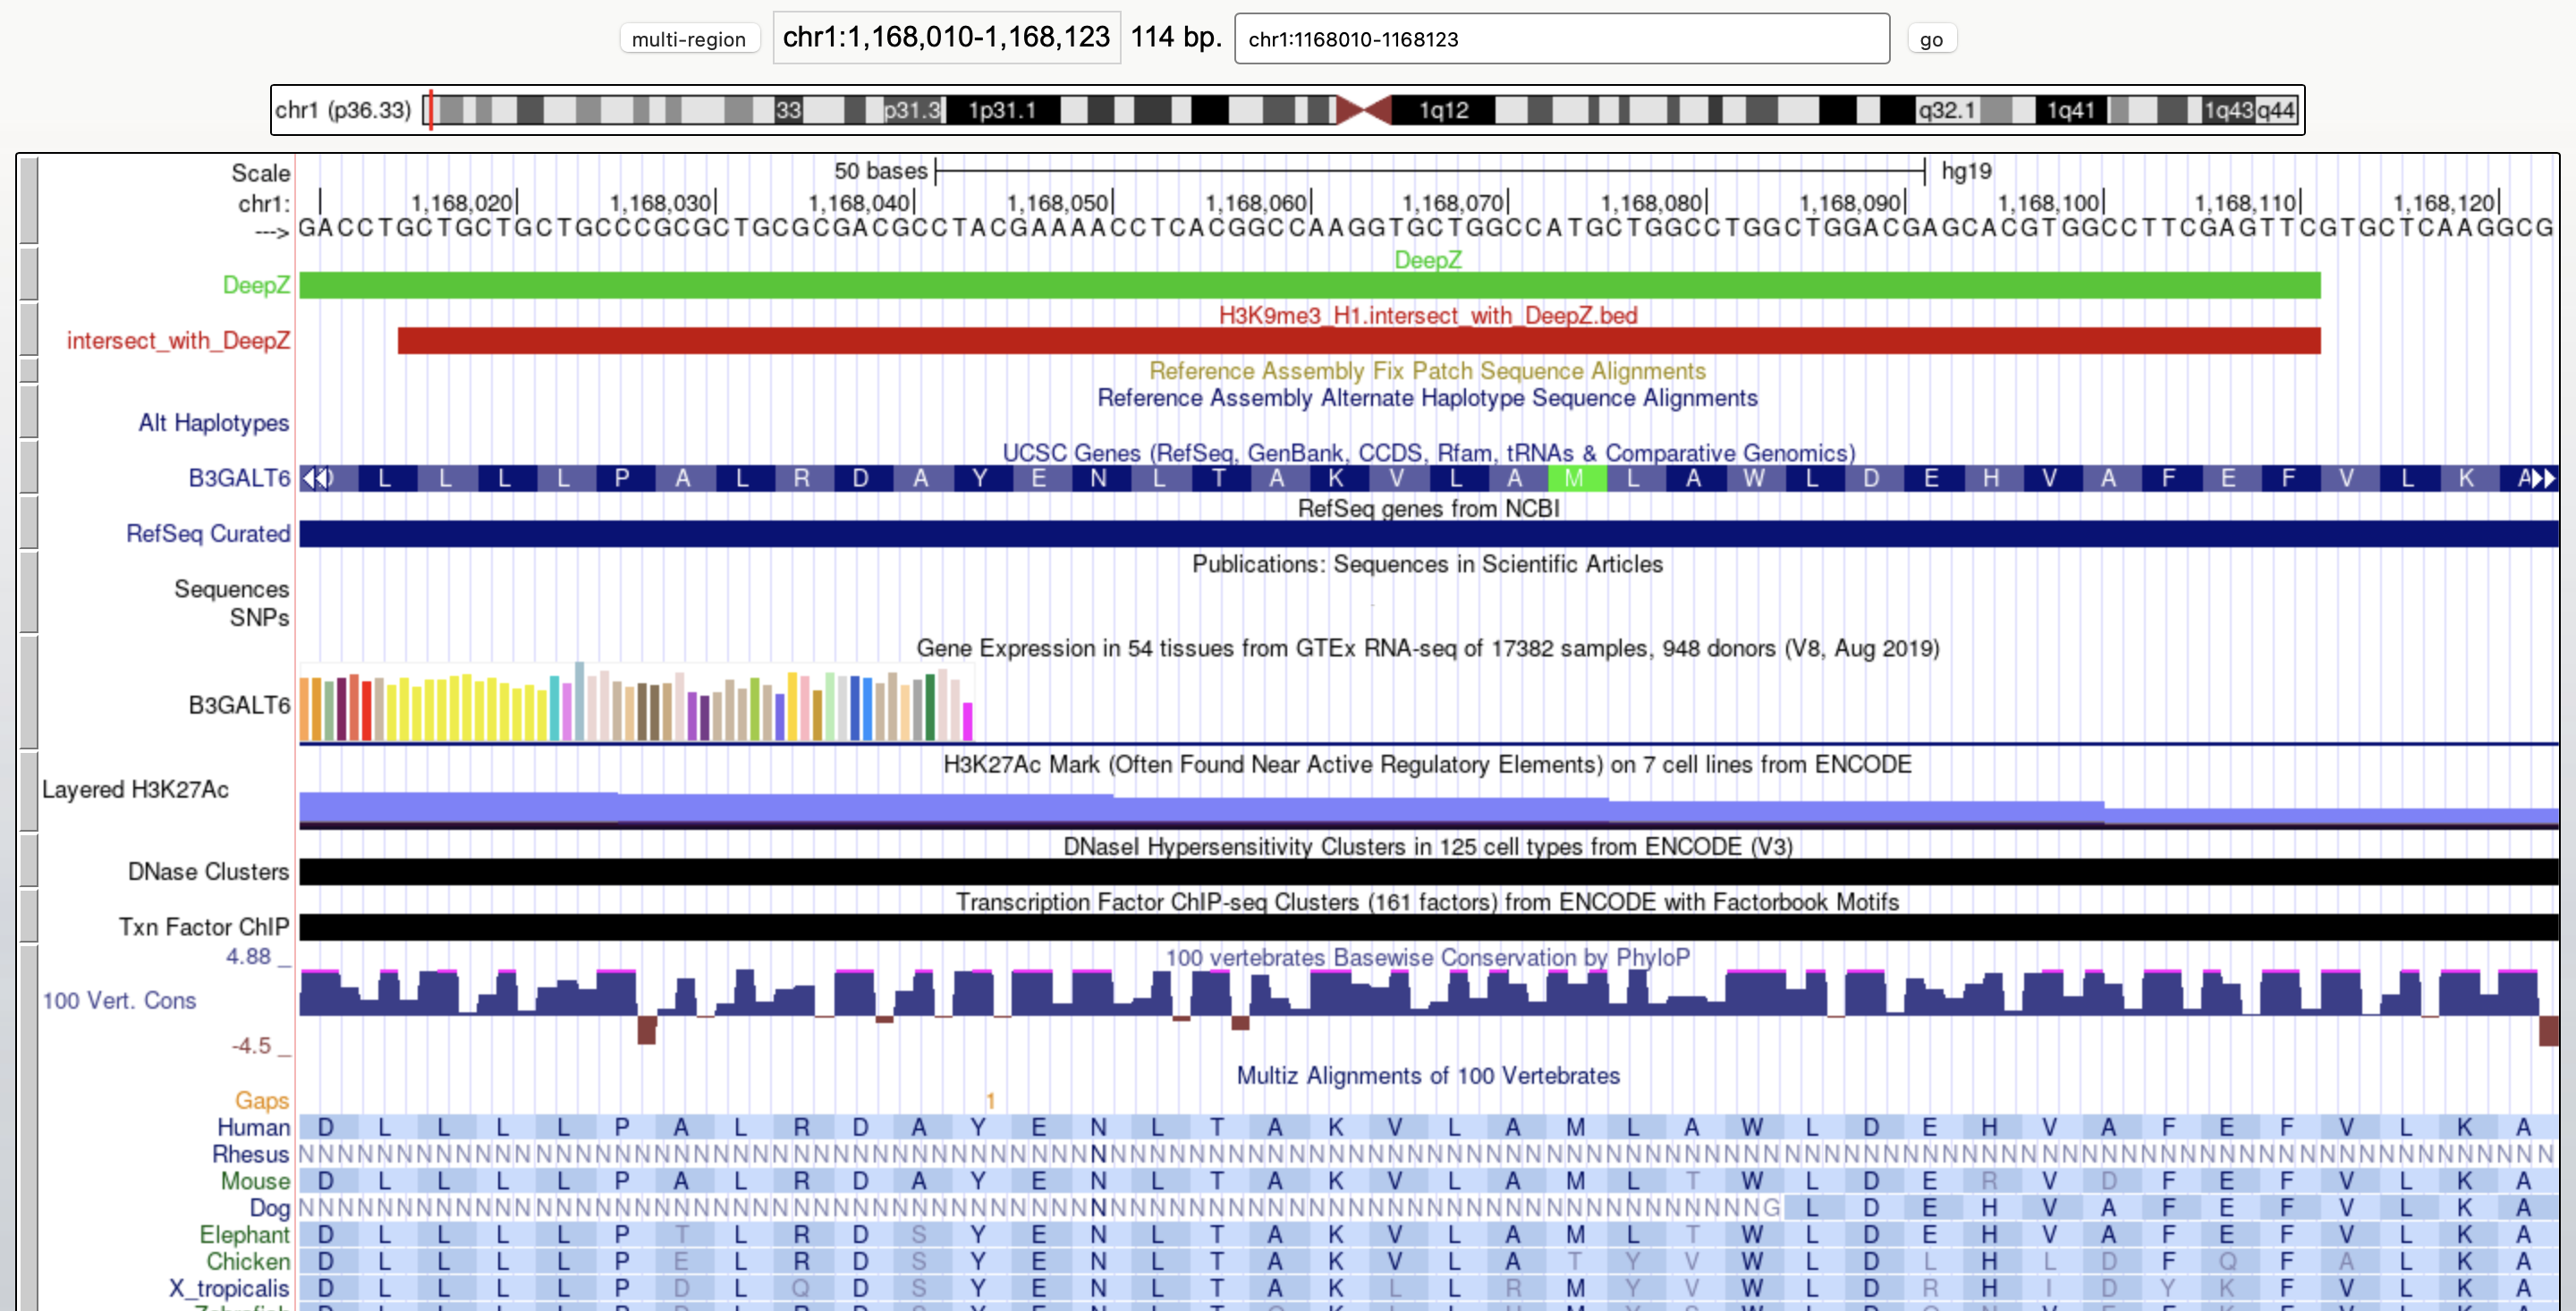 multi-region chr1:1,168,010-1,168,123 114 bp. chr1:1168010-1168123 go
chr1 (p36.33) 33 p31.3 1p31.1 1q12 q32.1 1q41 1q43 q44
Scale 50 bases hg19
chr1: 1,168,020 1,168,030 1,168,040 1,168,050 1,168,060 1,168,070 1,168,080 1,168,090 1,168,100 1,168,110 1,168,120
---> GACCTGCTGCTGCTGCCCGCGCTGCGCGACGCCTACGAAAACCTCACGGCCAAGGTGCTGGCCATGCTGGCCTGGCTGGACGAGCACGTGGCCTTCGAGTTCGTGCTCAAGGCG
DeepZ
DeepZ
H3K9me3_H1.intersect_with_DeepZ.bed
intersect_with_DeepZ
Reference Assembly Fix Patch Sequence Alignments
Reference Assembly Alternate Haplotype Sequence Alignments
Alt Haplotypes
UCSC Genes (RefSeq, GenBank, CCDS, Rfam, tRNAs & Comparative Genomics)
B3GALT6 L L L L P A L R D A Y E N L T A K V L A M L A W L D E H V A F E F V L K A
RefSeq genes from NCBI
RefSeq Curated
Publications: Sequences in Scientific Articles
Sequences
SNPs
Gene Expression in 54 tissues from GTEx RNA-seq of 17382 samples, 948 donors (V8, Aug 2019)
B3GALT6
H3K27Ac Mark (Often Found Near Active Regulatory Elements) on 7 cell lines from ENCODE
Layered H3K27Ac
DNaseI Hypersensitivity Clusters in 125 cell types from ENCODE (V3)
DNase Clusters
Transcription Factor ChIP-seq Clusters (161 factors) from ENCODE with Factorbook Motifs
Txn Factor ChIP
4.88 _ 100 vertebrates Basewise Conservation by PhyloP
100 Vert. Cons
-4.5 _
Multiz Alignments of 100 Vertebrates
Gaps 1
Human D L L L L P A L R D A Y E N L T A K V L A M L A W L D E H V A F E F V L K A
Rhesus NNNNNNNNNNNNNNNNNNNNNNNNNNNNNNNNNNNNNNNNNNNNNNNNNNNNNNNNNNNNNNNNNNNNNNNNNNNNNNNNNNNNNNNNNNNNNNNNNNNNNNNNNNNNNNNNNN
Mouse D L L L L P A L R D A Y E N L T A K V L A M L T W L D E R V D F E F V L K A
Dog NNNNNNNNNNNNNNNNNNNNNNNNNNNNNNNNNNNNNNNNNNNNNNNNNNNNNNNNNNNNNNNNNNNNNNNNNNG L D E H V A F E F V L K A
Elephant D L L L L P T L R D S Y E N L T A K V L A M L T W L D E H V A F E F V L K A
Chicken D L L L L P E L R D S Y E N L T A K V L A T Y V W L D L H L D F Q F A L K A
X_tropicalis D L L L L P D L Q D S Y E N L T A K L L R M Y V W L D R H I D Y K F V L K A